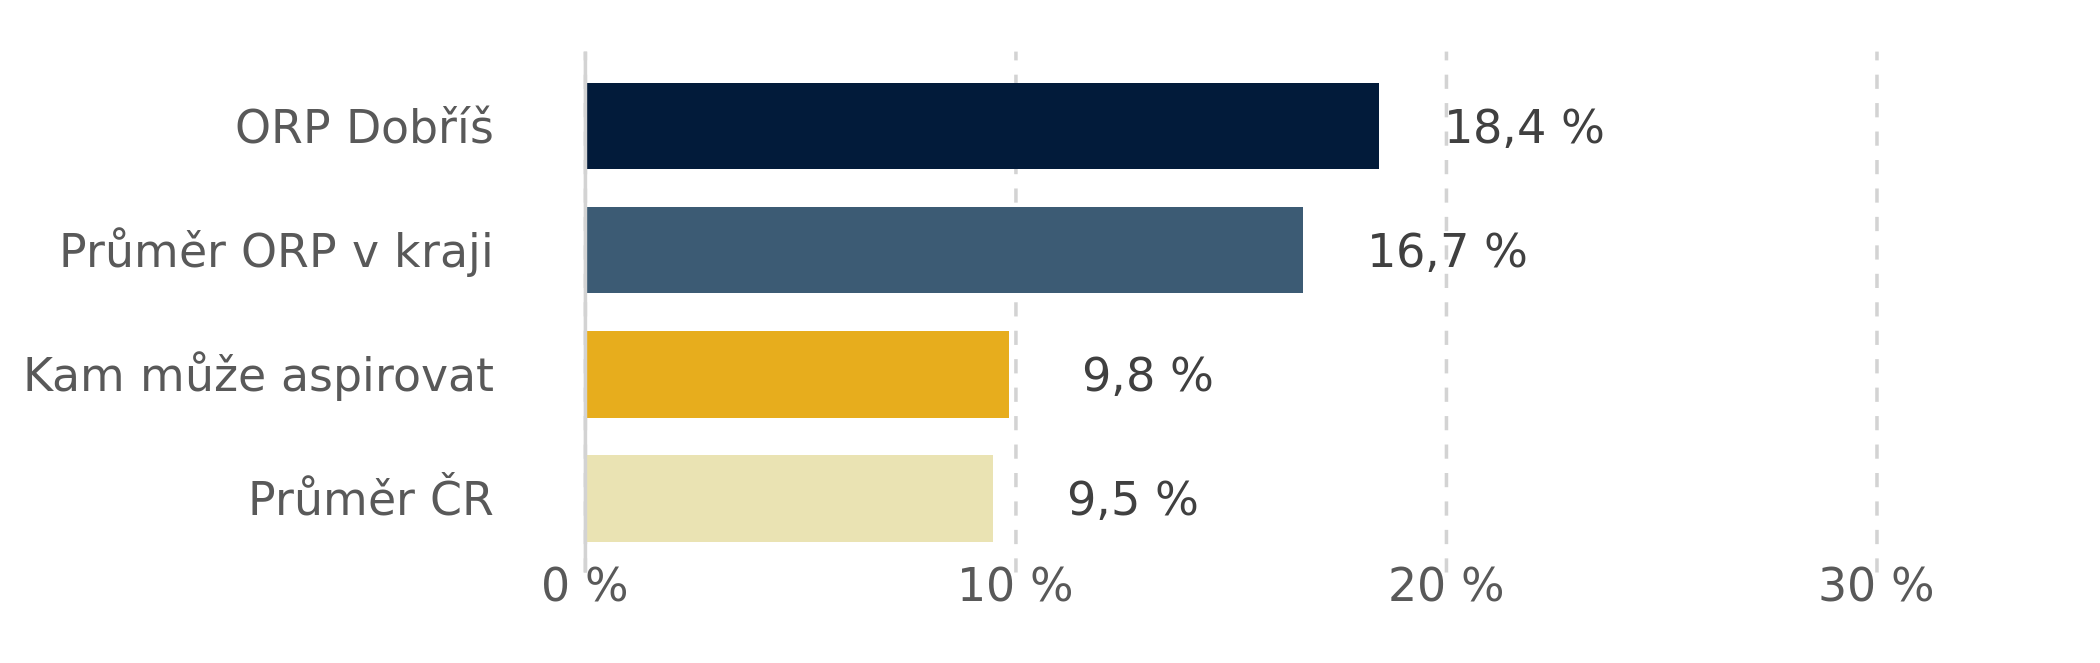 ORP Dobříš 18,4 %
Průměr ORP v kraji 16,7 %
Kam může aspirovat 9,8 %
Průměr ČR 9,5 %
0 % 10 % 20 % 30 %